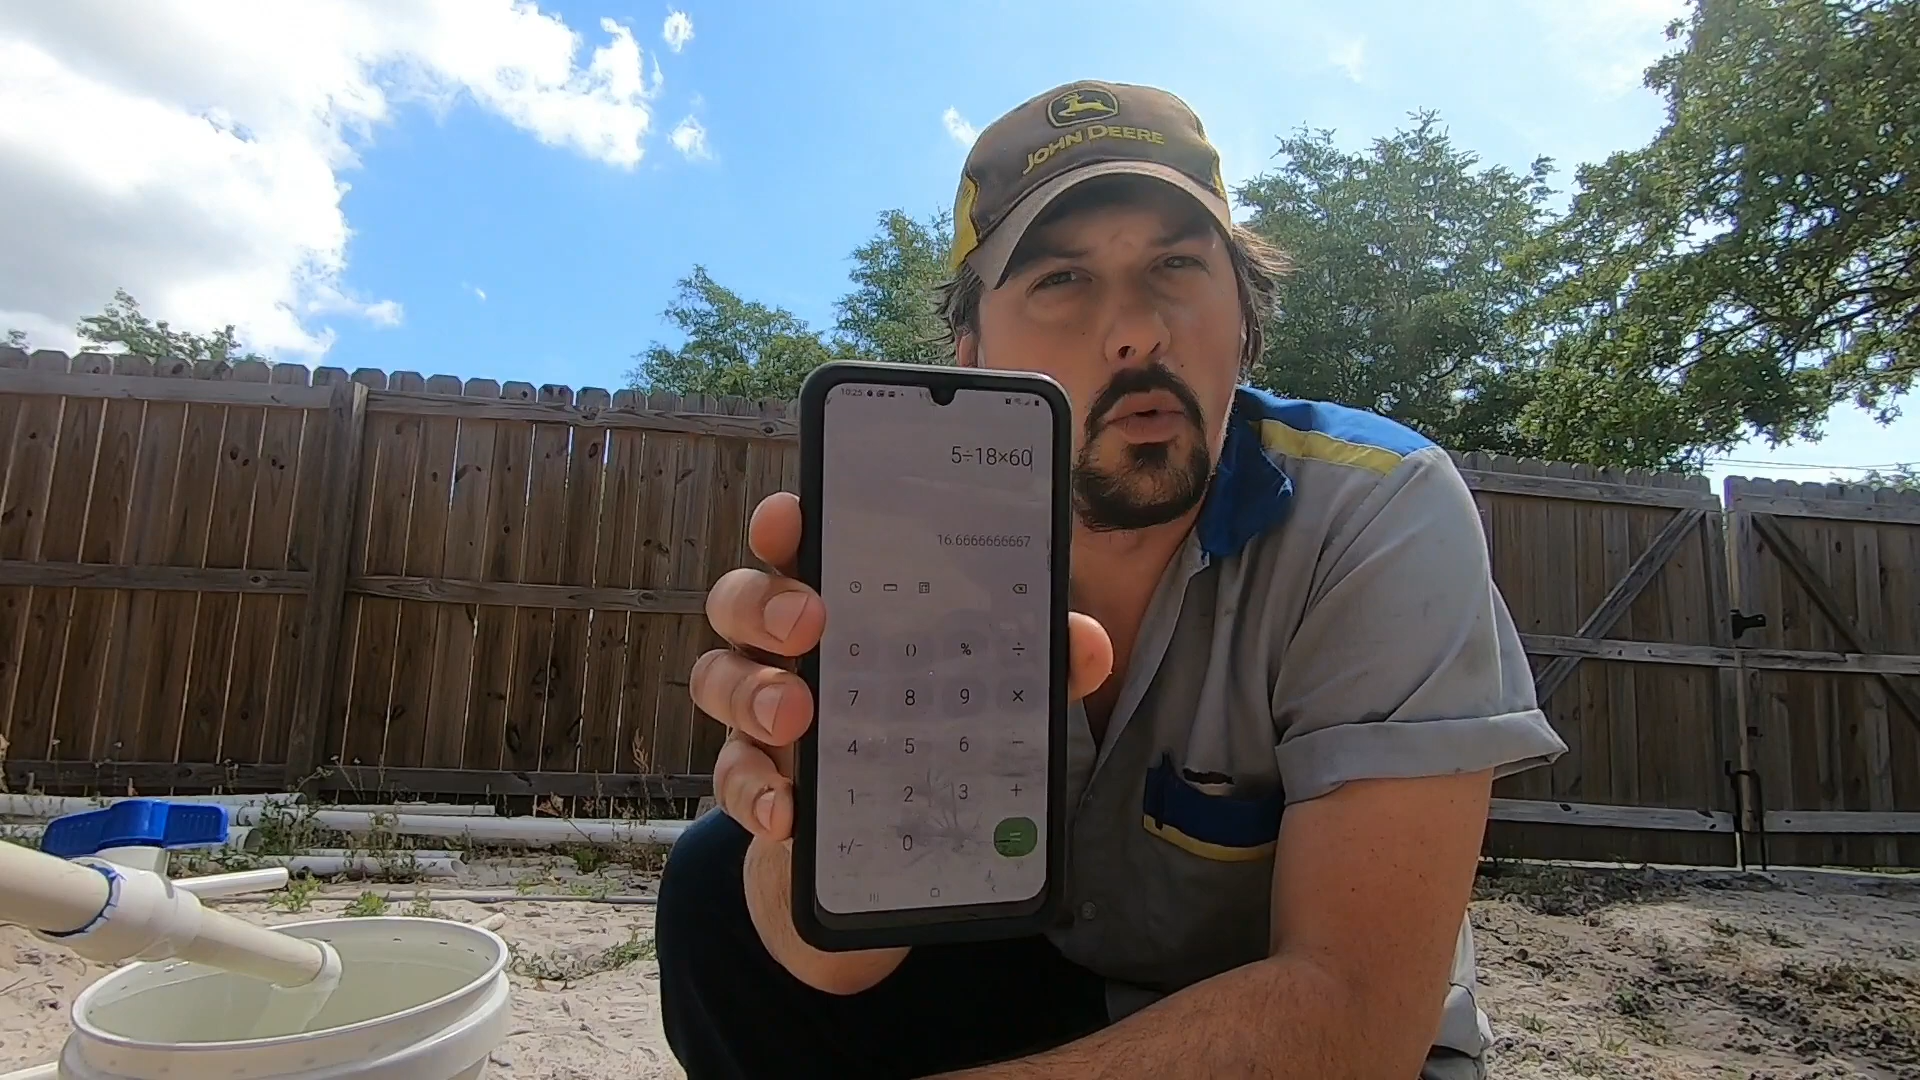 JOHN DEERE
10:25
5÷18×60
16.6666666667
C () % ÷
7 8 9 ×
4 5 6 −
1 2 3 +
+/− 0 . =